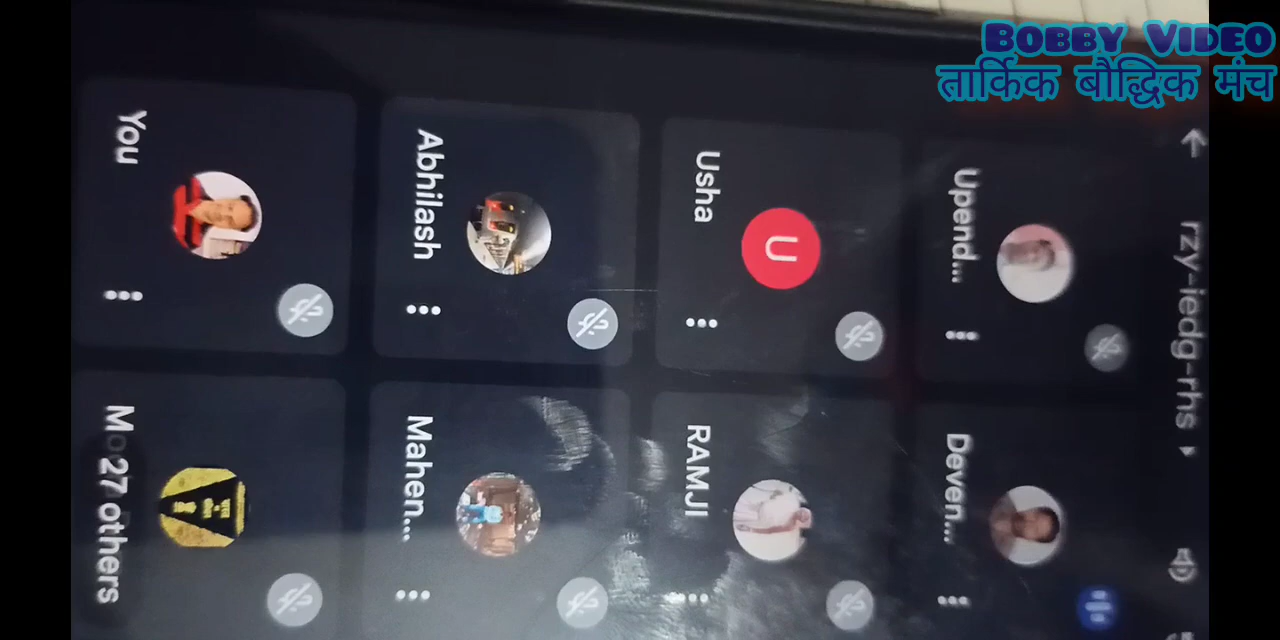 Bobby Video
तार्किक बौद्धिक मंच
rzy-iedg-rhs
Upend...
Deven...
Usha
U
RAMJI
Abhilash
Mahen...
You
27 others